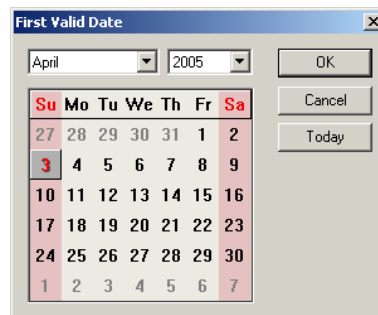 First Valid Date
April 2005 OK
Su Mo Tu We Th Fr Sa Cancel
27 28 29 30 31 1 2 Today
3 4 5 6 7 8 9
10 11 12 13 14 15 16
17 18 19 20 21 22 23
24 25 26 27 28 29 30
1 2 3 4 5 6 7